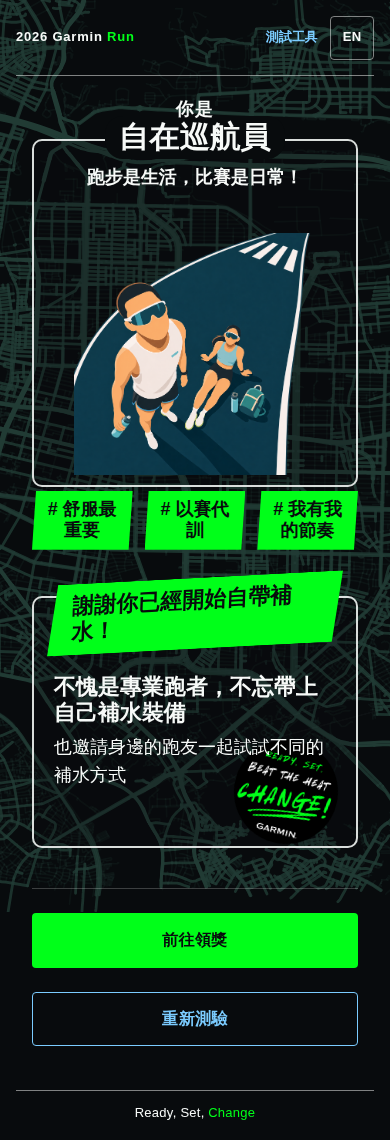 2026 Garmin Run
測試工具
EN
你是
自在巡航員
跑步是生活，比賽是日常！
# 舒服最
重要
# 以賽代
訓
# 我有我
的節奏
謝謝你已經開始自帶補
水！
不愧是專業跑者，不忘帶上
自己補水裝備
也邀請身邊的跑友一起試試不同的
補水方式
READY, SET
BEAT THE HEAT
CHANGE!
GARMIN
前往領獎
重新測驗
Ready, Set, Change